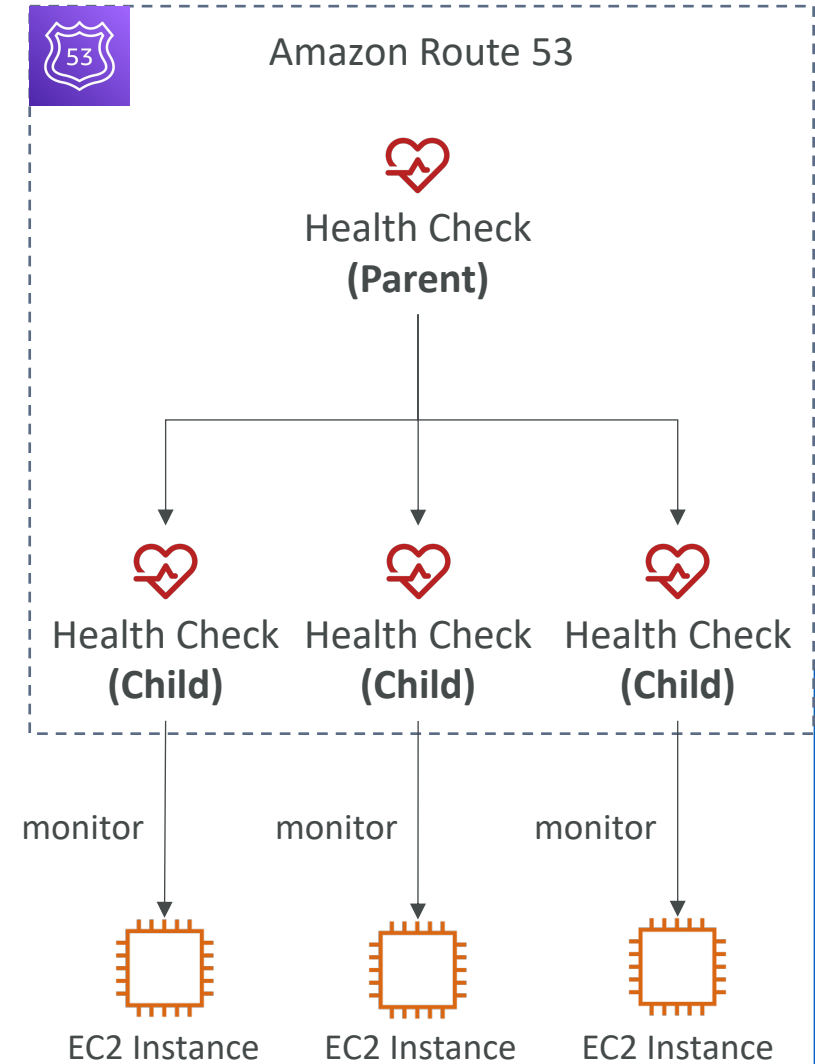 53
Amazon Route 53
Health Check
(Parent)
Health Check
(Child)
Health Check
(Child)
Health Check
(Child)
monitor
monitor
monitor
EC2 Instance
EC2 Instance
EC2 Instance